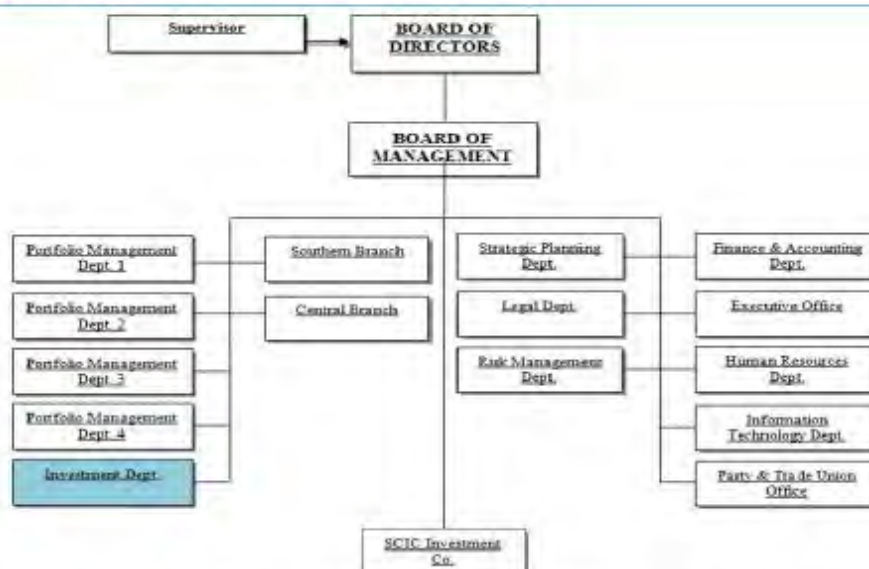 Supervisor
BOARD OF
DIRECTORS
BOARD OF
MANAGEMENT
Portfolio Management
Dept. 1
Southern Branch
Strategic Planning
Dept.
Finance & Accounting
Dept.
Portfolio Management
Dept. 2
Central Branch
Legal Dept.
Executive Office
Portfolio Management
Dept. 3
Risk Management
Dept.
Human Resources
Dept.
Portfolio Management
Dept. 4
Information
Technology Dept.
Investment Dept.
Party & Trade Union
Office
SCIC Investment
Co.